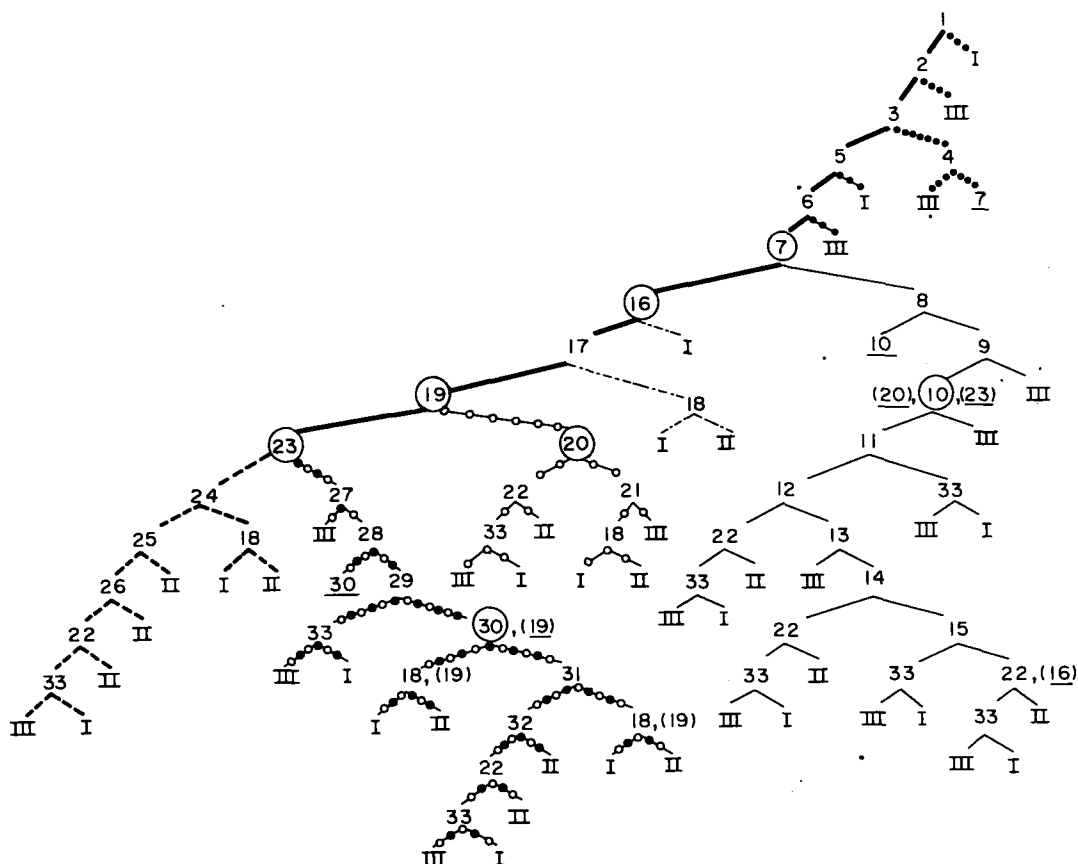 1
I
2
III
3
5 4
6 I III 7
7 III
16 8
17 I 10 9
19 18 (20), 10, (23) III
23 20 I II 11 III
24 27 22 21 12 33
25 18 III 28 33 II 18 III 22 13 III I
26 II I II 30 29 III I I II 33 II III 14
22 II 33 30, (19) III I 22 15
33 II III I 18, (19) 31 33 II 33 22, (16)
III I I II 32 18, (19) III I III I 33 II
22 II I II III I
33 II
III I